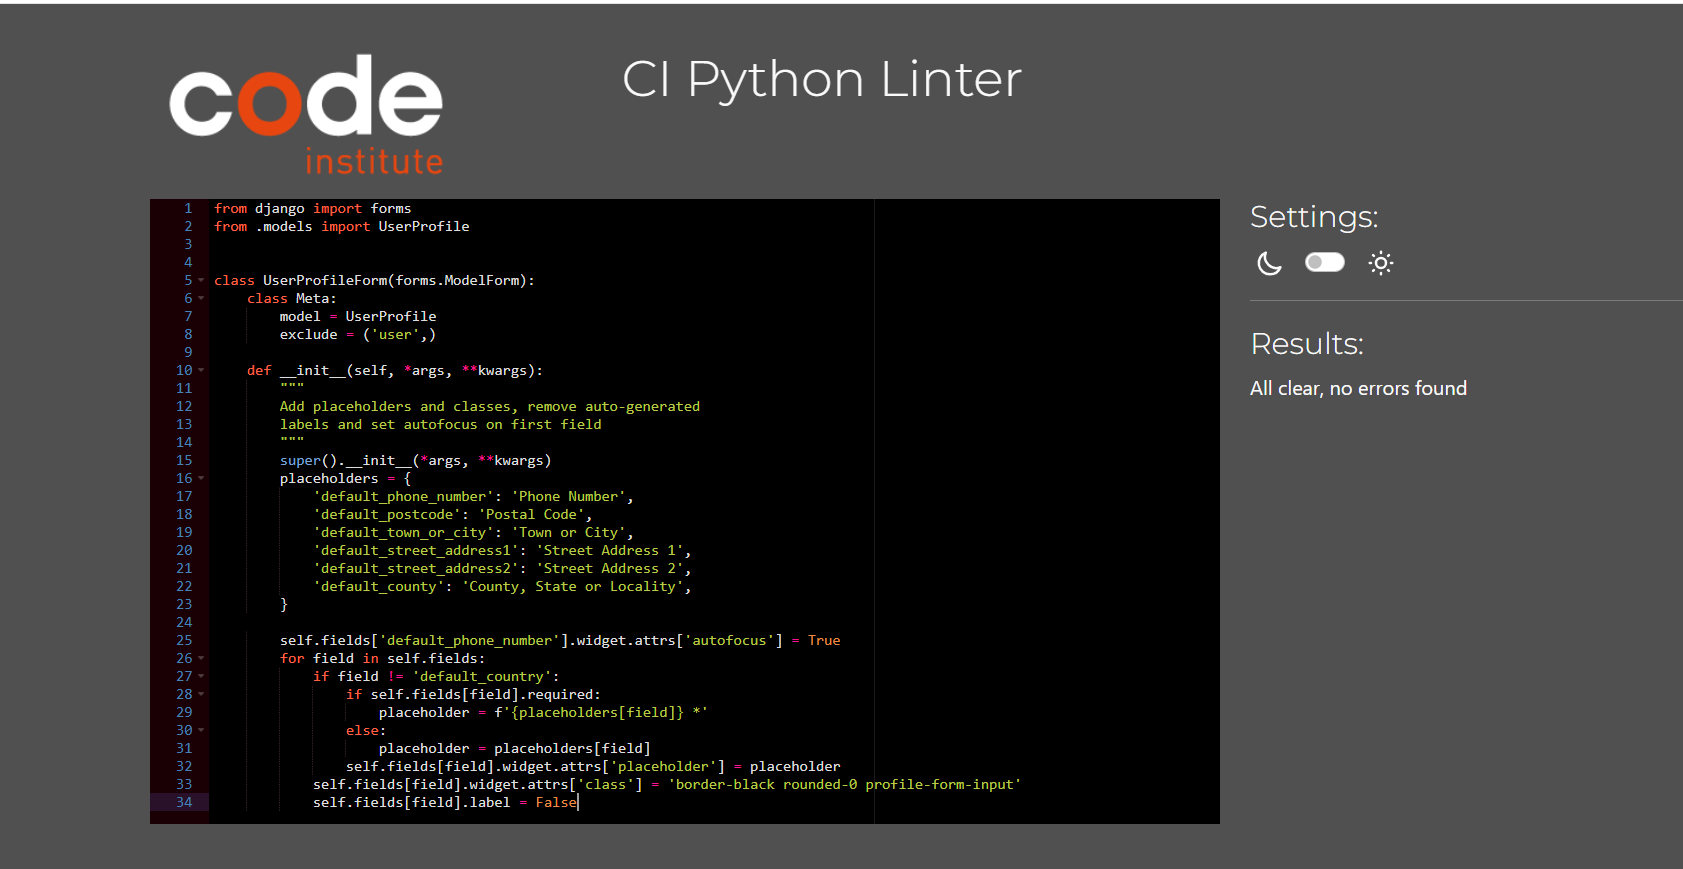 code
institute
CI Python Linter
1 from django import forms
2 from .models import UserProfile
3
4
5 class UserProfileForm(forms.ModelForm):
6     class Meta:
7         model = UserProfile
8         exclude = ('user',)
9
10     def __init__(self, *args, **kwargs):
11         """
12         Add placeholders and classes, remove auto-generated
13         labels and set autofocus on first field
14         """
15         super().__init__(*args, **kwargs)
16         placeholders = {
17             'default_phone_number': 'Phone Number',
18             'default_postcode': 'Postal Code',
19             'default_town_or_city': 'Town or City',
20             'default_street_address1': 'Street Address 1',
21             'default_street_address2': 'Street Address 2',
22             'default_county': 'County, State or Locality',
23         }
24
25         self.fields['default_phone_number'].widget.attrs['autofocus'] = True
26         for field in self.fields:
27             if field != 'default_country':
28                 if self.fields[field].required:
29                     placeholder = f'{placeholders[field]} *'
30                 else:
31                     placeholder = placeholders[field]
32                 self.fields[field].widget.attrs['placeholder'] = placeholder
33             self.fields[field].widget.attrs['class'] = 'border-black rounded-0 profile-form-input'
34             self.fields[field].label = False
Settings:
Results:
All clear, no errors found